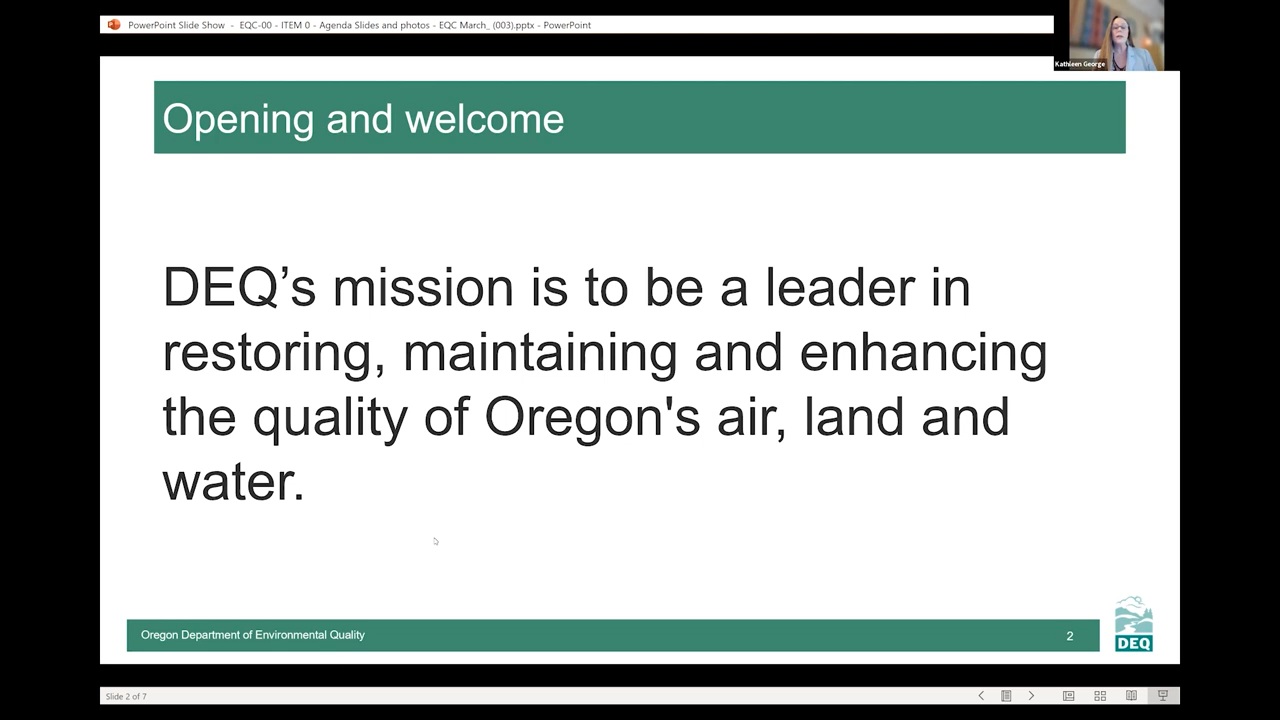 PowerPoint Slide Show - EQC-00 - ITEM 0 - Agenda Slides and photos - EQC March_ (003).pptx - PowerPoint
Kathleen George
Opening and welcome
DEQ’s mission is to be a leader in
restoring, maintaining and enhancing
the quality of Oregon's air, land and
water.
Oregon Department of Environmental Quality
2
DEQ
Slide 2 of 7